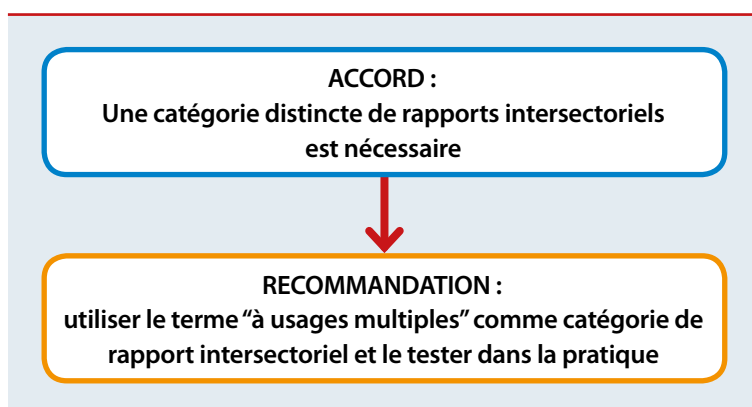 ACCORD :
Une catégorie distincte de rapports intersectoriels
est nécessaire
RECOMMANDATION :
utiliser le terme “à usages multiples” comme catégorie de
rapport intersectoriel et le tester dans la pratique